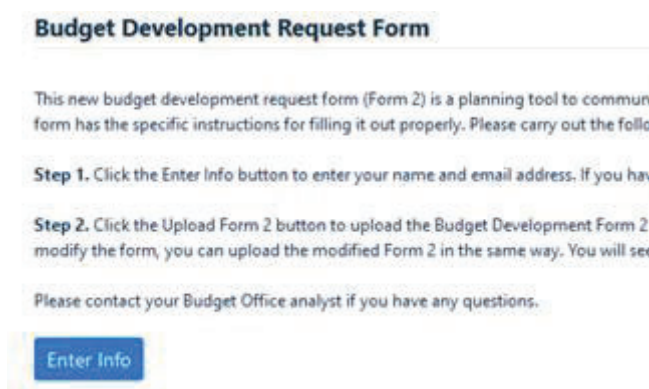 Budget Development Request Form
This new budget development request form (Form 2) is a planning tool to commun
form has the specific instructions for filling it out properly. Please carry out the follo
Step 1. Click the Enter Info button to enter your name and email address. If you hav
Step 2. Click the Upload Form 2 button to upload the Budget Development Form 2
modify the form, you can upload the modified Form 2 in the same way. You will see
Please contact your Budget Office analyst if you have any questions.
Enter Info